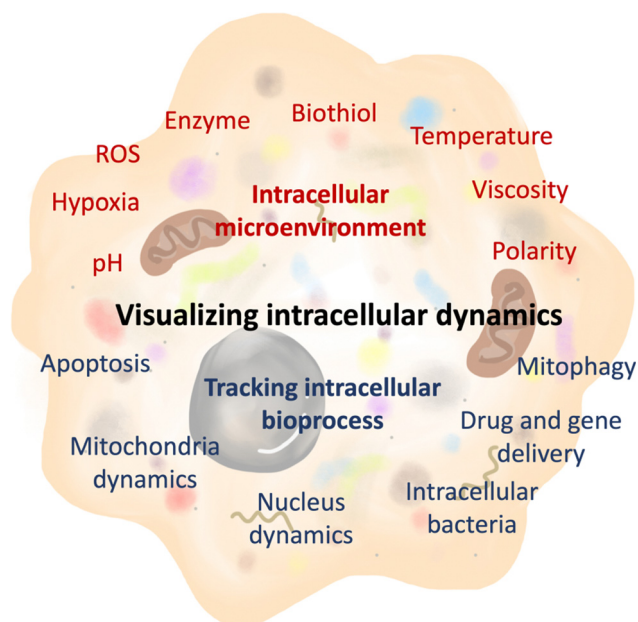 Enzyme
Biothiol
Temperature
ROS
Hypoxia
Intracellular
microenvironment
Viscosity
pH
Polarity
Visualizing intracellular dynamics
Apoptosis
Tracking intracellular
bioprocess
Mitophagy
Mitochondria
dynamics
Drug and gene
delivery
Nucleus
dynamics
Intracellular
bacteria